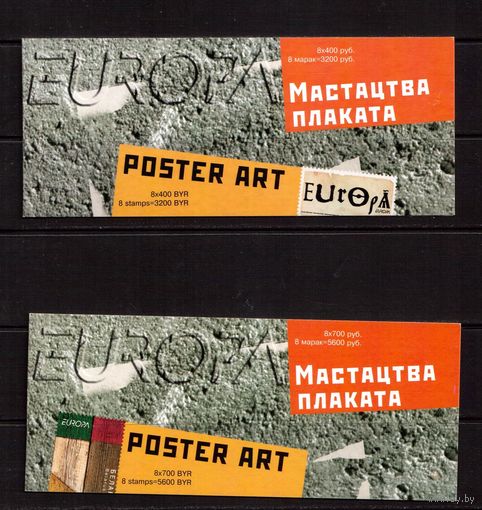 EUROPA
8x400 руб.
8 марак=3200 руб.
Мастацтва
плаката
POSTER ART
8x400 BYR
8 stamps=3200 BYR
EUROPA
EUROPA
8x700 руб.
8 марак=5600 руб.
Мастацтва
плаката
EUROPA
POSTER ART
8x700 BYR
8 stamps=5600 BYR